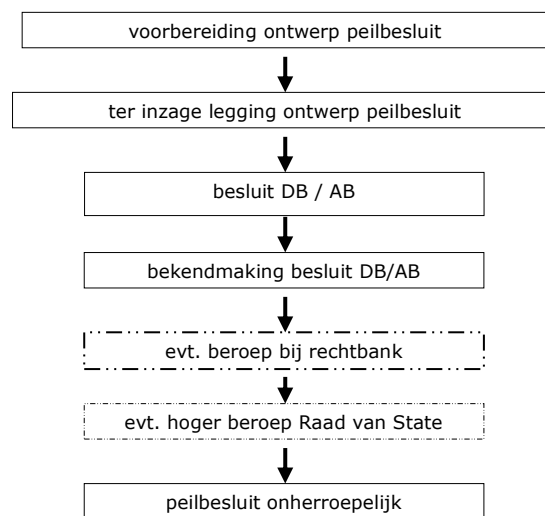 voorbereiding ontwerp peilbesluit
ter inzage legging ontwerp peilbesluit
besluit DB / AB
bekendmaking besluit DB/AB
evt. beroep bij rechtbank
evt. hoger beroep Raad van State
peilbesluit onherroepelijk